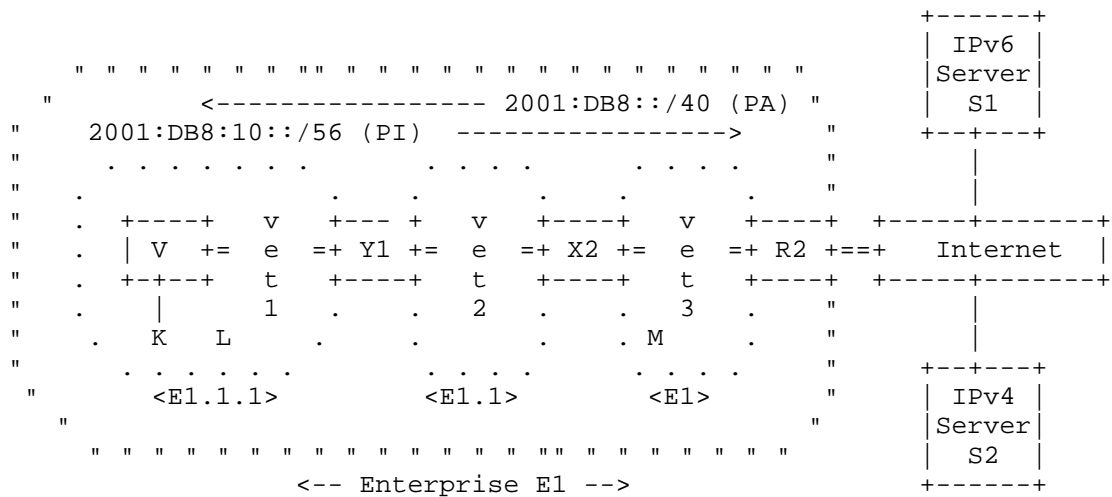 +------+
                                                         | IPv6 |
    " " " " " " " "" " " " " " " " " " " " " " " "        |Server|
  "          <----------------- 2001:DB8::/40 (PA) "      |  S1  |
"    2001:DB8:10::/56 (PI)  ----------------->     "     +--+---+
"     . . . . . . .       . . . .      . . . .     "        |
"   .               .    .       .    .       .    "        |
"   .  +----+   v   +--- +   v   +----+   v   +----+  +-----+-------+
"   .  | V  +=  e  =+ Y1 +=  e  =+ X2 +=  e  =+ R2 +==+   Internet  |
"   .  +-+--+   t   +----+   t   +----+   t   +----+  +-----+-------+
"   .    |      1   .    .   2   .    .   3   .    "        |
"    .   K   L     .     .       .    . M     .    "        |
"      . . . . . .        . . . .      . . . .     "     +--+---+
 "       <E1.1.1>         <E1.1>        <E1>       "     | IPv4 |
   "                                              "      |Server|
     " " " " " " " " " " " " " " "" " " " " " " "         |  S2  |
                  <-- Enterprise E1 -->                  +------+